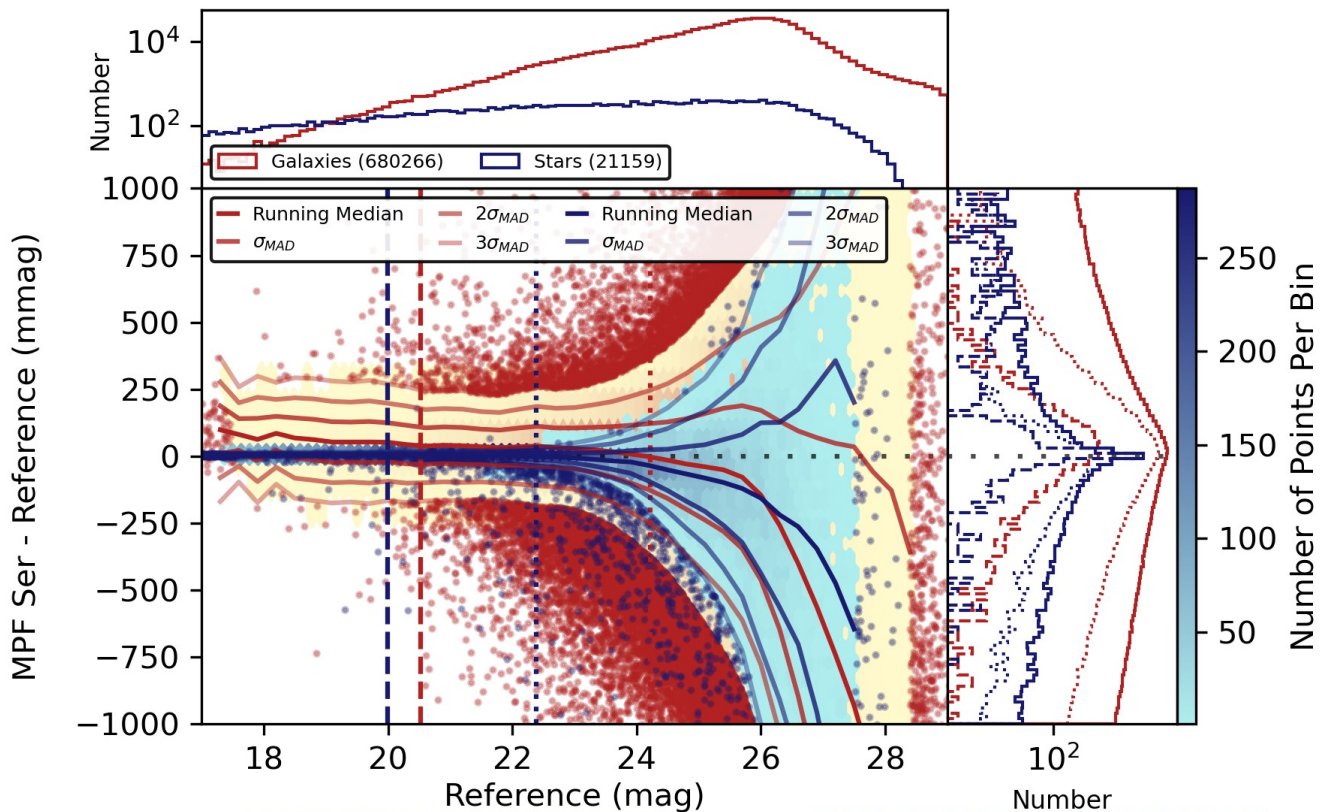 Number
10⁴
10²
Galaxies (680266) Stars (21159)
MPF Ser - Reference (mmag)
1000
750
500
250
0
−250
−500
−750
−1000
Running Median 2σMAD Running Median 2σMAD
σMAD 3σMAD σMAD 3σMAD
18 20 22 24 26 28
Reference (mag)
10²
Number
250
200
150
100
50
Number of Points Per Bin